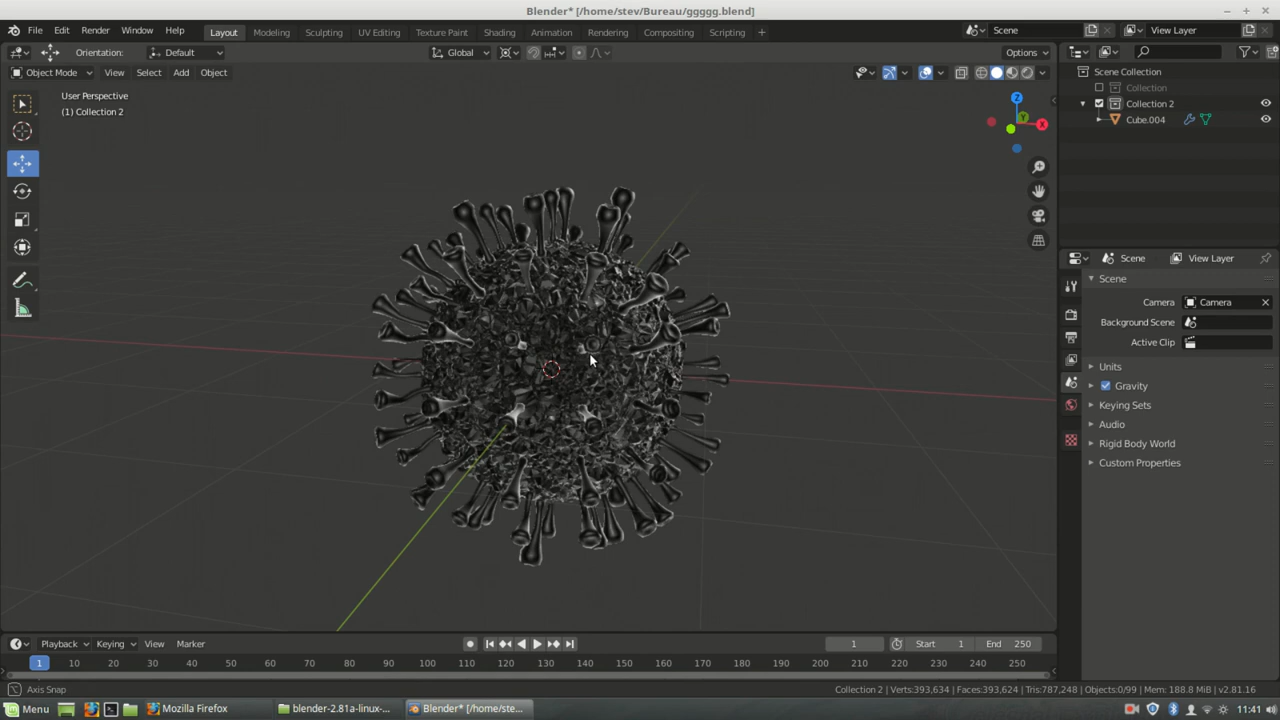 Blender* [/home/stev/Bureau/ggggg.blend]
File Edit Render Window Help Layout Modeling Sculpting UV Editing Texture Paint Shading Animation Rendering Compositing Scripting + Scene View Layer
Orientation: Default Global Options
Object Mode View Select Add Object
User Perspective
(1) Collection 2
Z
Y
X
Scene Collection
Collection
Collection 2
Cube.004
Scene View Layer
Scene
Camera Camera
Background Scene
Active Clip
Units
Gravity
Keying Sets
Audio
Rigid Body World
Custom Properties
Playback Keying View Marker 1 Start 1 End 250
1 10 20 30 40 50 60 70 80 90 100 110 120 130 140 150 160 170 180 190 200 210 220 230 240 250
Axis Snap Collection 2 | Verts:393,634 | Faces:393,624 | Tris:787,248 | Objects:0/99 | Mem: 188.8 MiB | v2.81.16
Menu Mozilla Firefox blender-2.81a-linux-... Blender* [/home/ste... 11:41